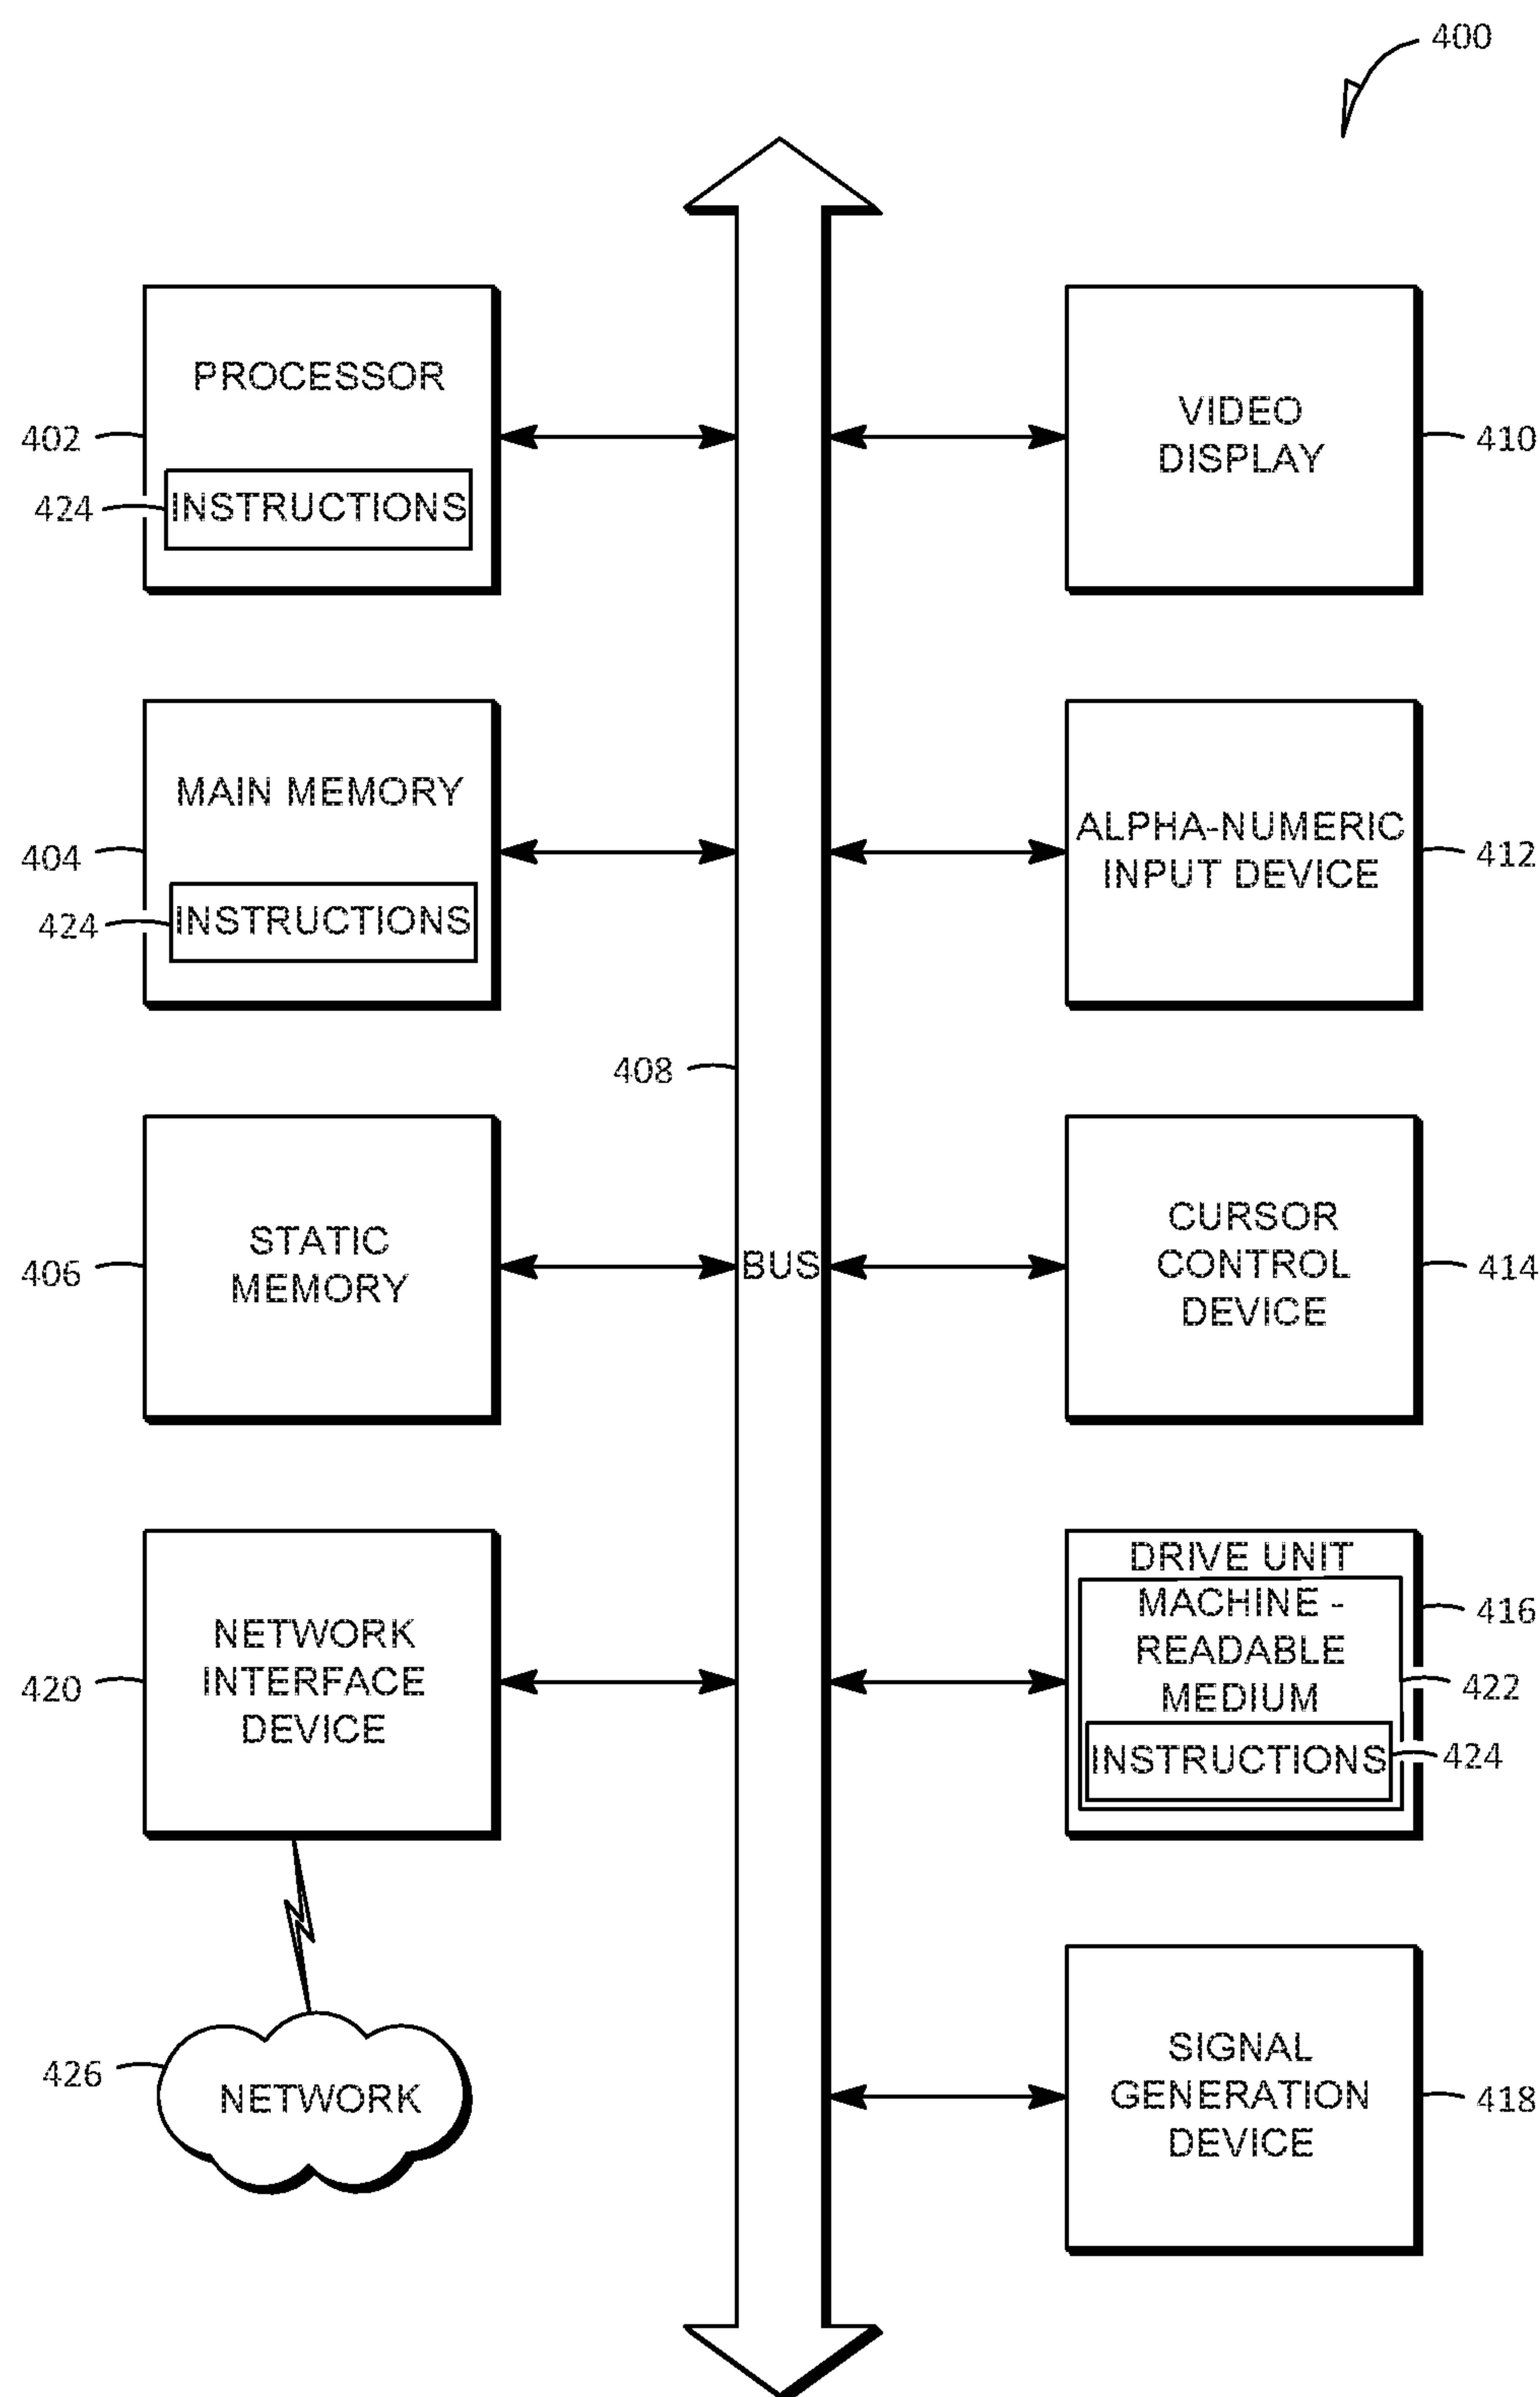 400
PROCESSOR
402
424
INSTRUCTIONS
VIDEO
DISPLAY
410
MAIN MEMORY
404
424
INSTRUCTIONS
ALPHA-NUMERIC
INPUT DEVICE
412
408
STATIC
MEMORY
406
BUS
CURSOR
CONTROL
DEVICE
414
NETWORK
INTERFACE
DEVICE
420
DRIVE UNIT
MACHINE -
READABLE
MEDIUM
416
422
INSTRUCTIONS
424
426
NETWORK
SIGNAL
GENERATION
DEVICE
418